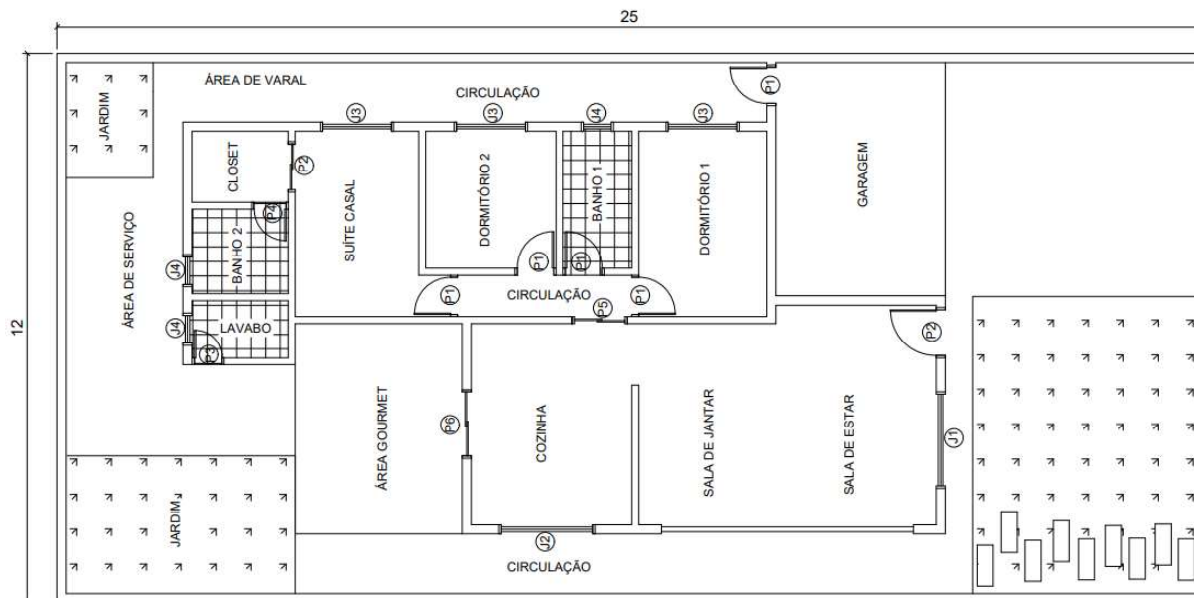 25
12
ÁREA DE VARAL
CIRCULAÇÃO
P1
JARDIM
J3
J3
J4
J3
CLOSET
P2
SUÍTE CASAL
DORMITÓRIO 2
BANHO 1
DORMITÓRIO 1
GARAGEM
P4
ÁREA DE SERVIÇO
BANHO 2
J4
P1
P1
P1
CIRCULAÇÃO
P1
P5
J4
LAVABO
P3
P2
ÁREA GOURMET
P6
COZINHA
SALA DE JANTAR
SALA DE ESTAR
J1
JARDIM
J2
CIRCULAÇÃO